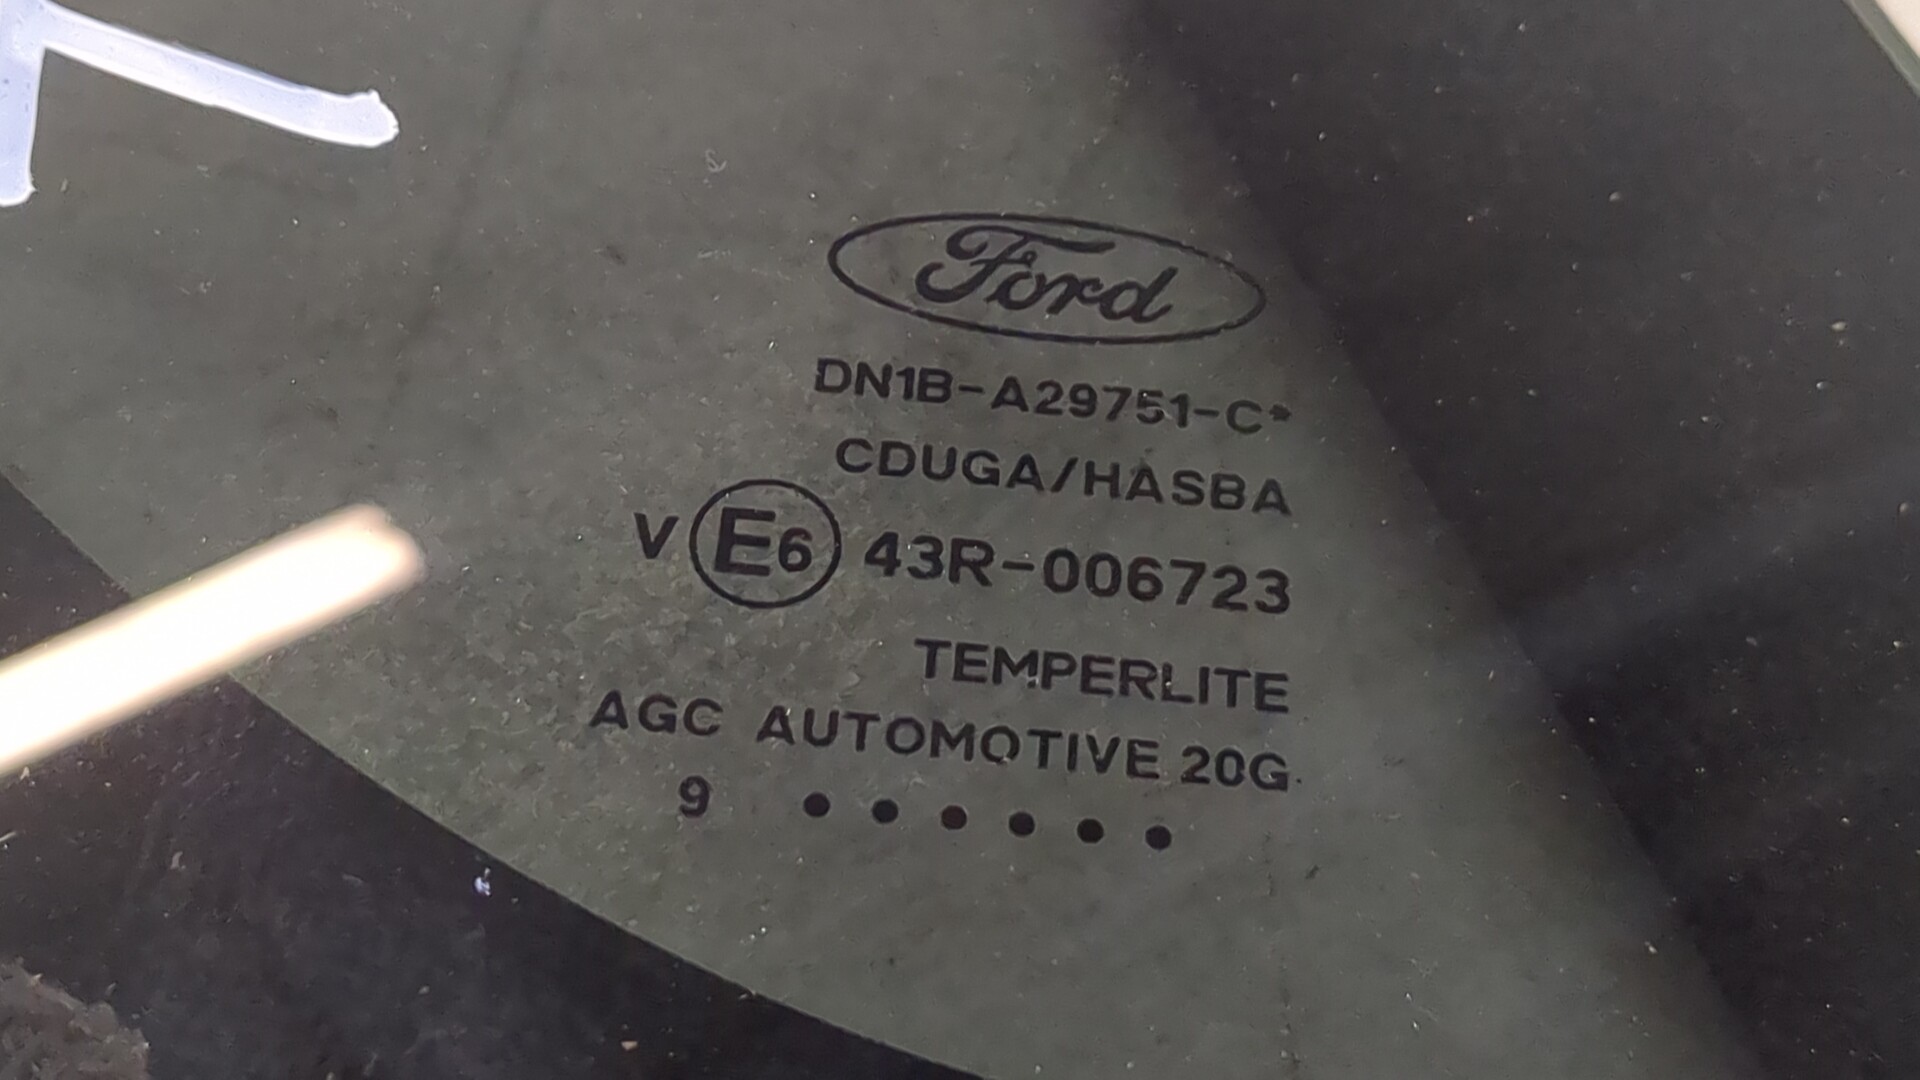 Ford
DN1B-A29751-C*
CDUGA/HASBA
V E6 43R-006723
TEMPERLITE
AGC AUTOMOTIVE 20G.
9 ● ● ● ● ● ●